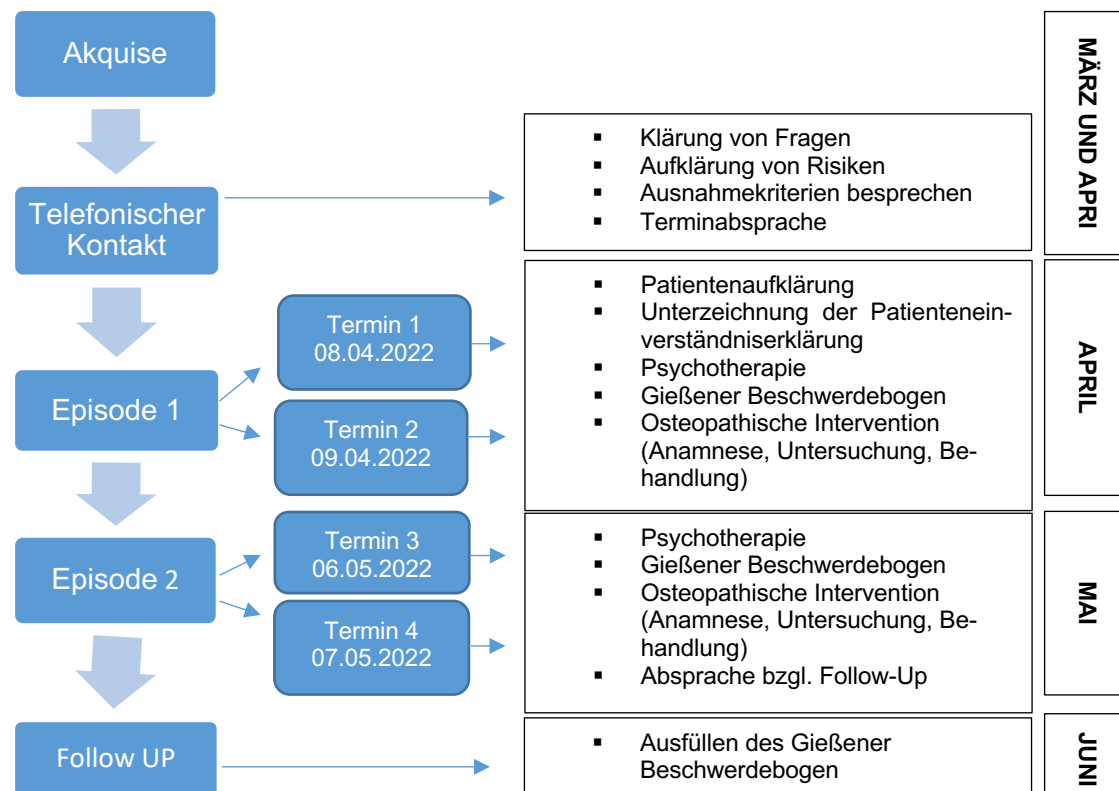 Akquise
Telefonischer
Kontakt
▪ Klärung von Fragen
▪ Aufklärung von Risiken
▪ Ausnahmekriterien besprechen
▪ Terminabsprache
MÄRZ UND APRI
Episode 1
Termin 1
08.04.2022
Termin 2
09.04.2022
▪ Patientenaufklärung
▪ Unterzeichnung der Patientenein-
verständniserklärung
▪ Psychotherapie
▪ Gießener Beschwerdebogen
▪ Osteopathische Intervention
(Anamnese, Untersuchung, Be-
handlung)
APRIL
Episode 2
Termin 3
06.05.2022
Termin 4
07.05.2022
▪ Psychotherapie
▪ Gießener Beschwerdebogen
▪ Osteopathische Intervention
(Anamnese, Untersuchung, Be-
handlung)
▪ Absprache bzgl. Follow-Up
MAI
Follow UP
▪ Ausfüllen des Gießener
Beschwerdebogen
JUNI